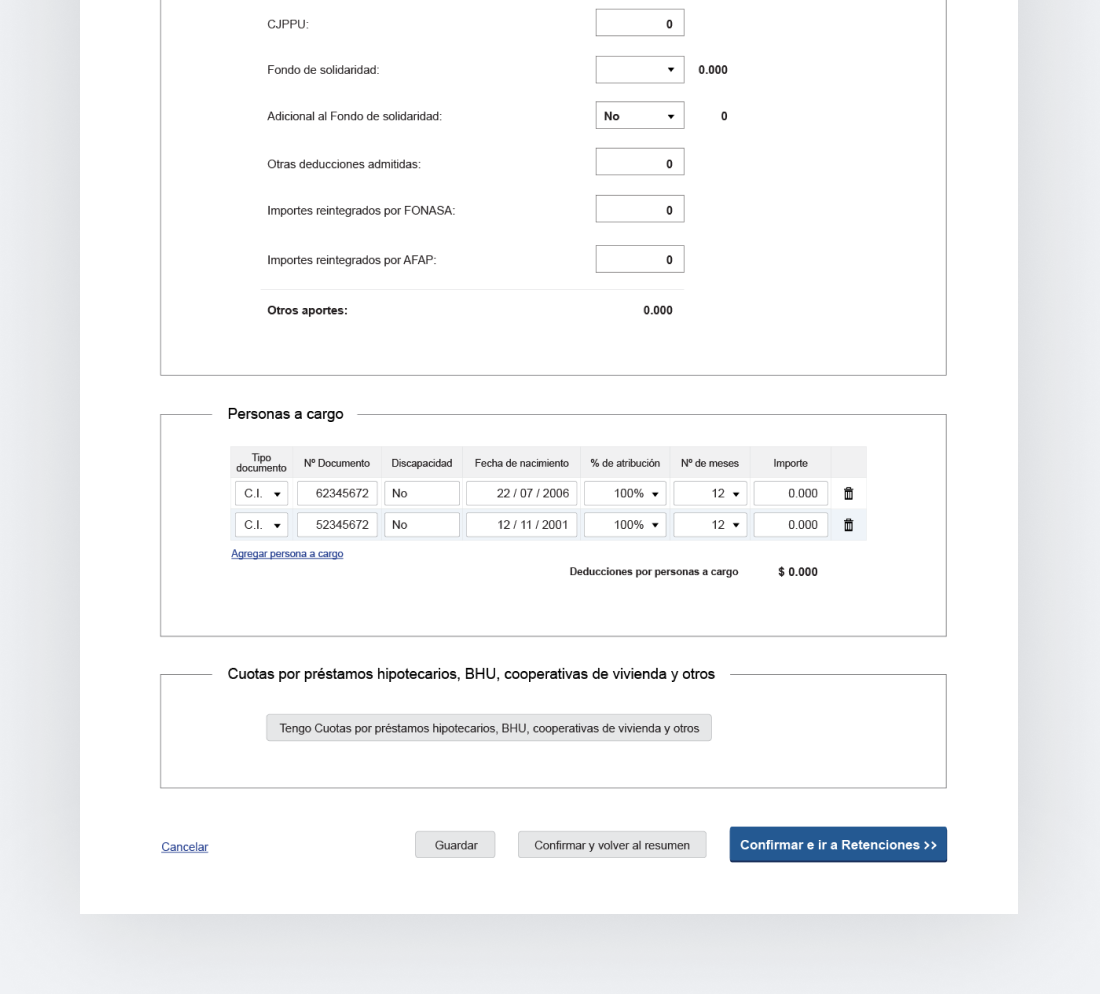 CJPPU: 0
Fondo de solidaridad: 0.000
Adicional al Fondo de solidaridad: No 0
Otras deducciones admitidas: 0
Importes reintegrados por FONASA: 0
Importes reintegrados por AFAP: 0
Otros aportes: 0.000
Personas a cargo
Tipo documento Nº Documento Discapacidad Fecha de nacimiento % de atribución Nº de meses Importe
C.I. 62345672 No 22 / 07 / 2006 100% 12 0.000
C.I. 52345672 No 12 / 11 / 2001 100% 12 0.000
Agregar persona a cargo
Deducciones por personas a cargo $ 0.000
Cuotas por préstamos hipotecarios, BHU, cooperativas de vivienda y otros
Tengo Cuotas por préstamos hipotecarios, BHU, cooperativas de vivienda y otros
Cancelar Guardar Confirmar y volver al resumen Confirmar e ir a Retenciones >>